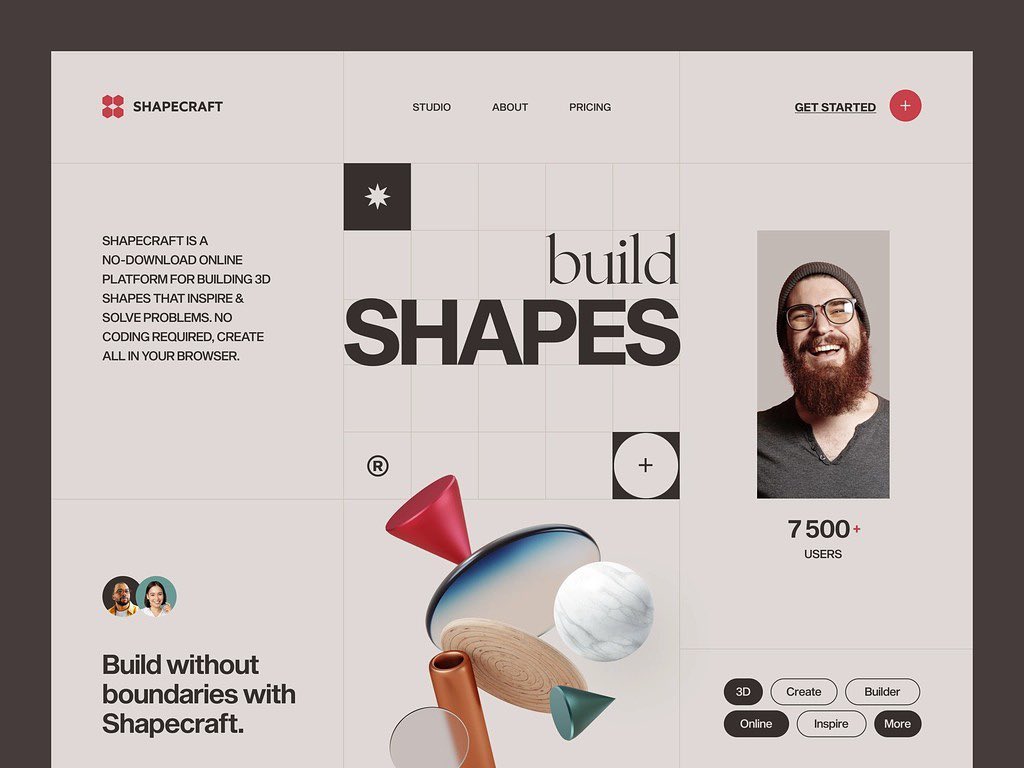 SHAPECRAFT
STUDIO
ABOUT
PRICING
GET STARTED
+
SHAPECRAFT IS A
NO-DOWNLOAD ONLINE
PLATFORM FOR BUILDING 3D
SHAPES THAT INSPIRE &
SOLVE PROBLEMS. NO
CODING REQUIRED, CREATE
ALL IN YOUR BROWSER.
build
SHAPES
®
+
7 500+
USERS
Build without
boundaries with
Shapecraft.
3D
Create
Builder
Online
Inspire
More